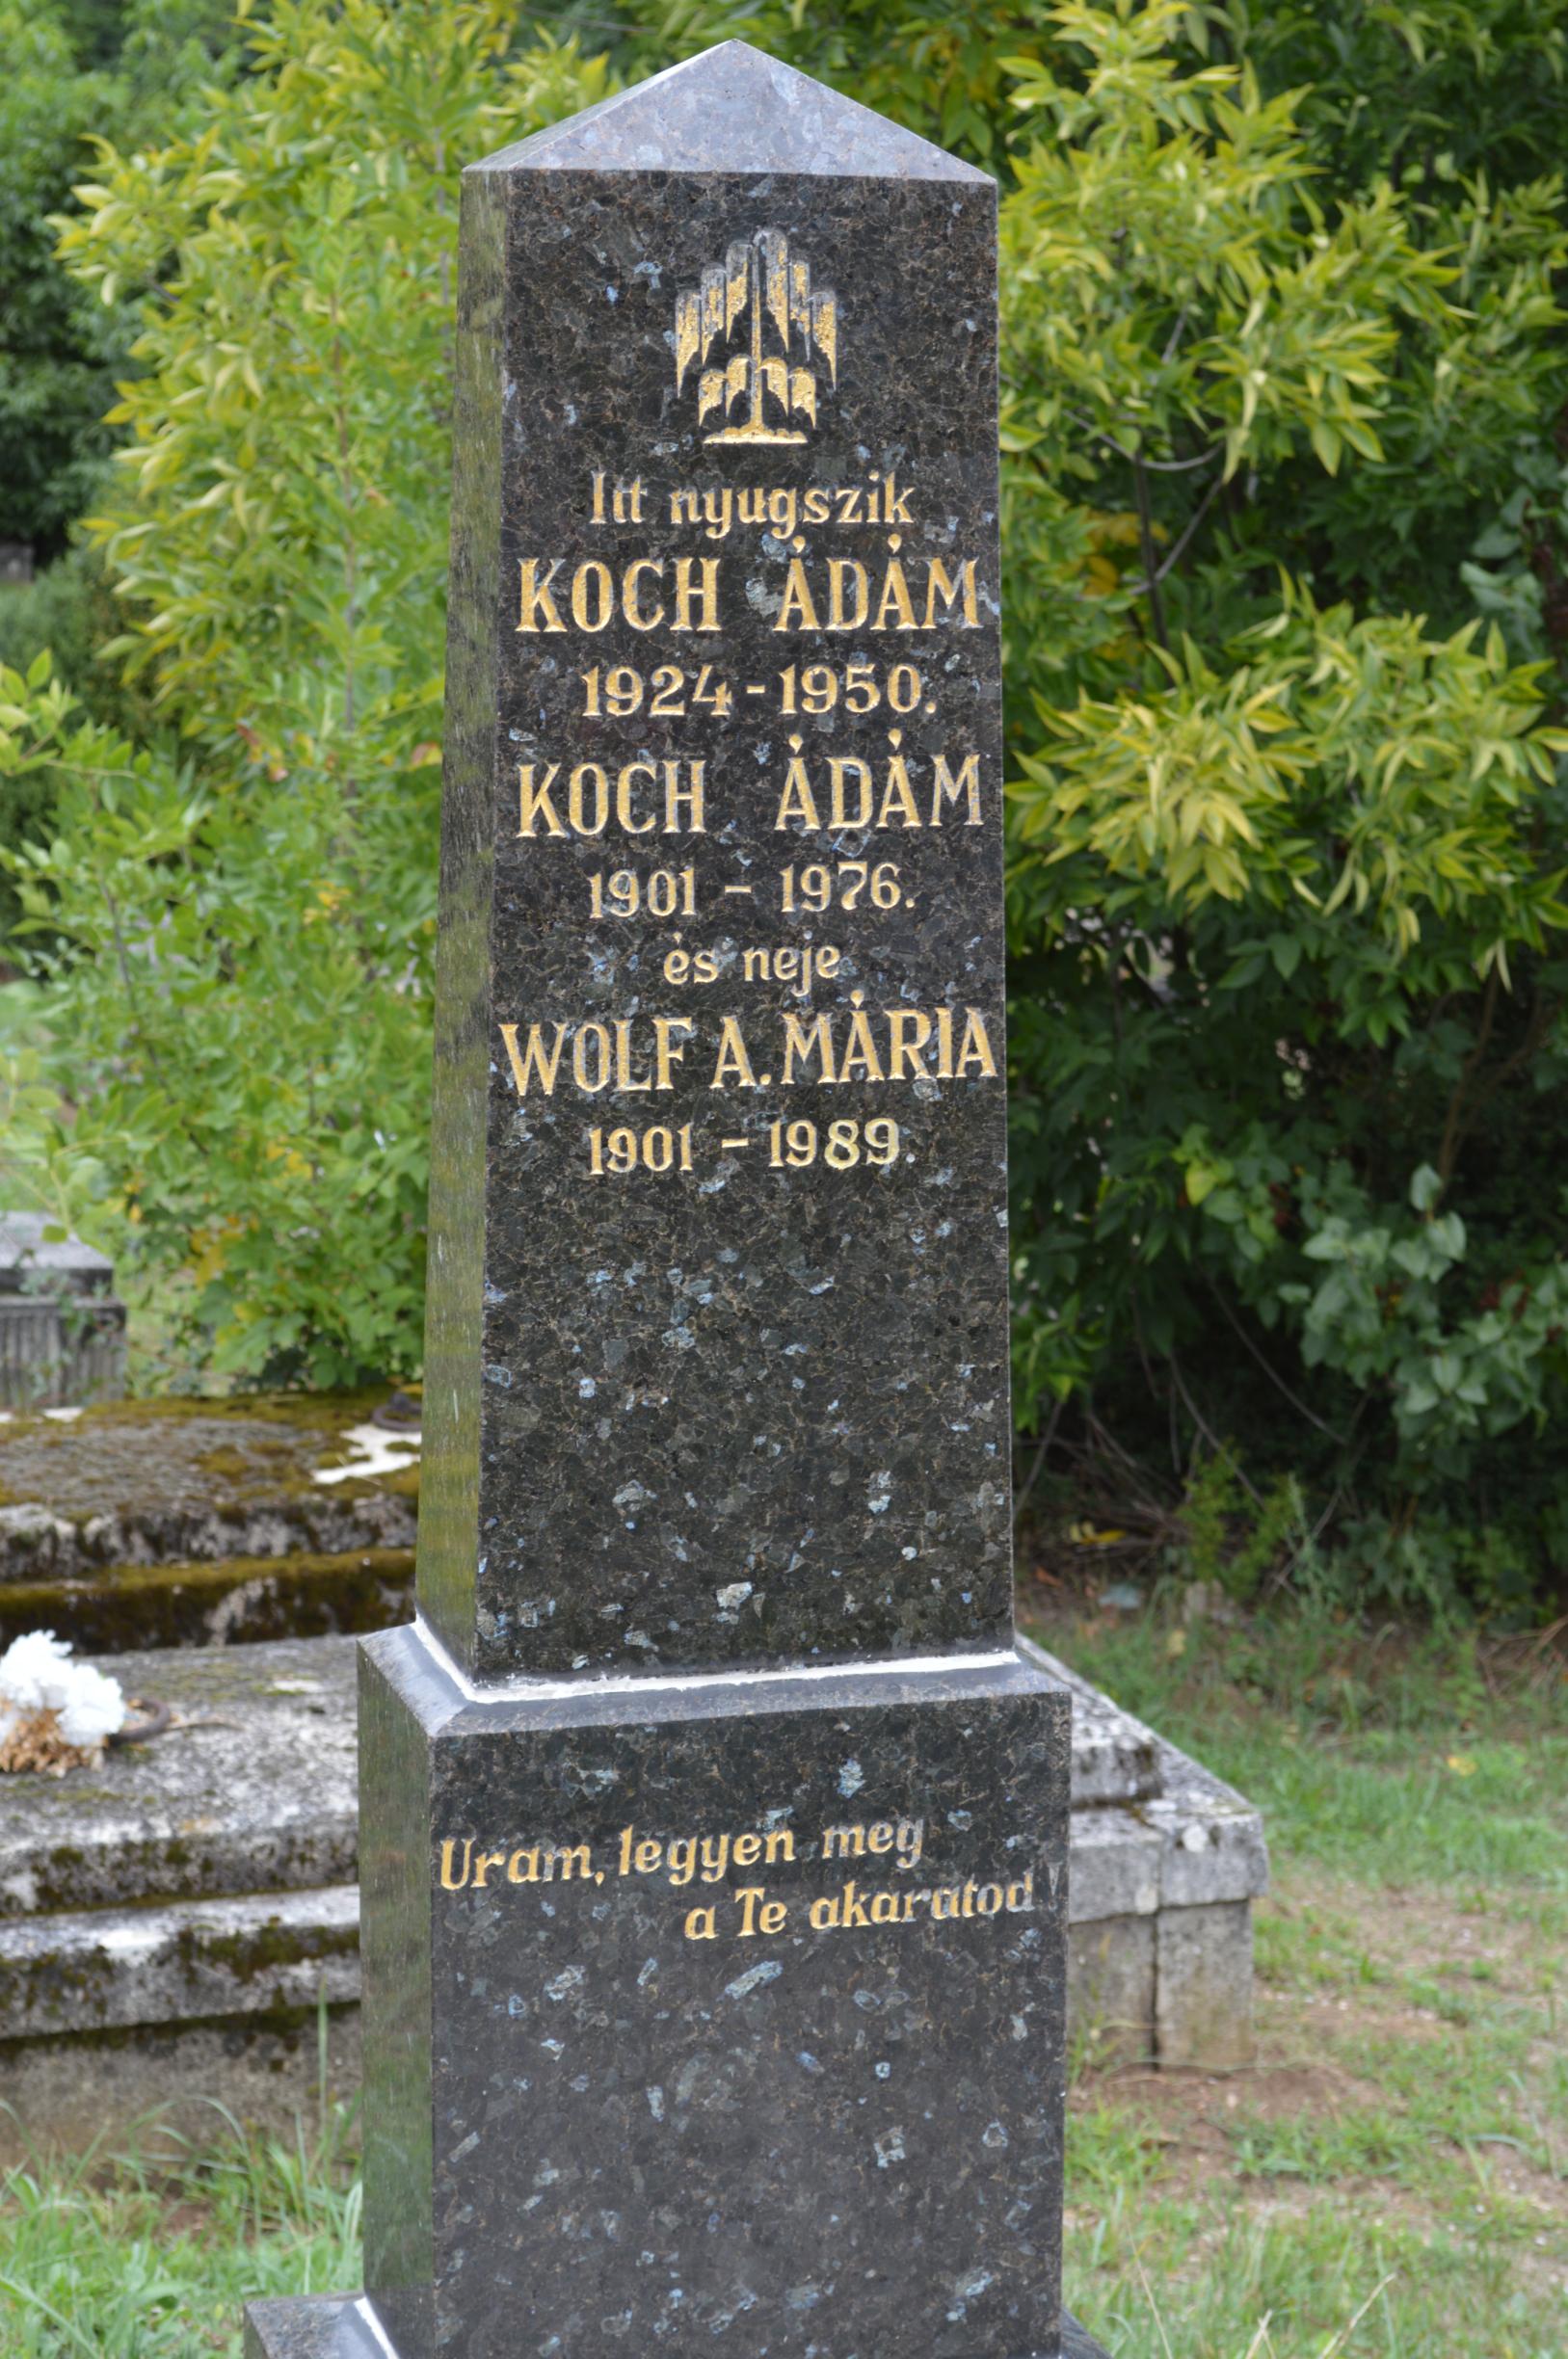 Itt nyugszik
KOCH ÁDÁM
1924 - 1950.
KOCH ÁDÁM
1901 - 1976.
és neje
WOLF A. MÁRIA
1901 - 1989.
Uram, legyen meg
a Te akaratod!